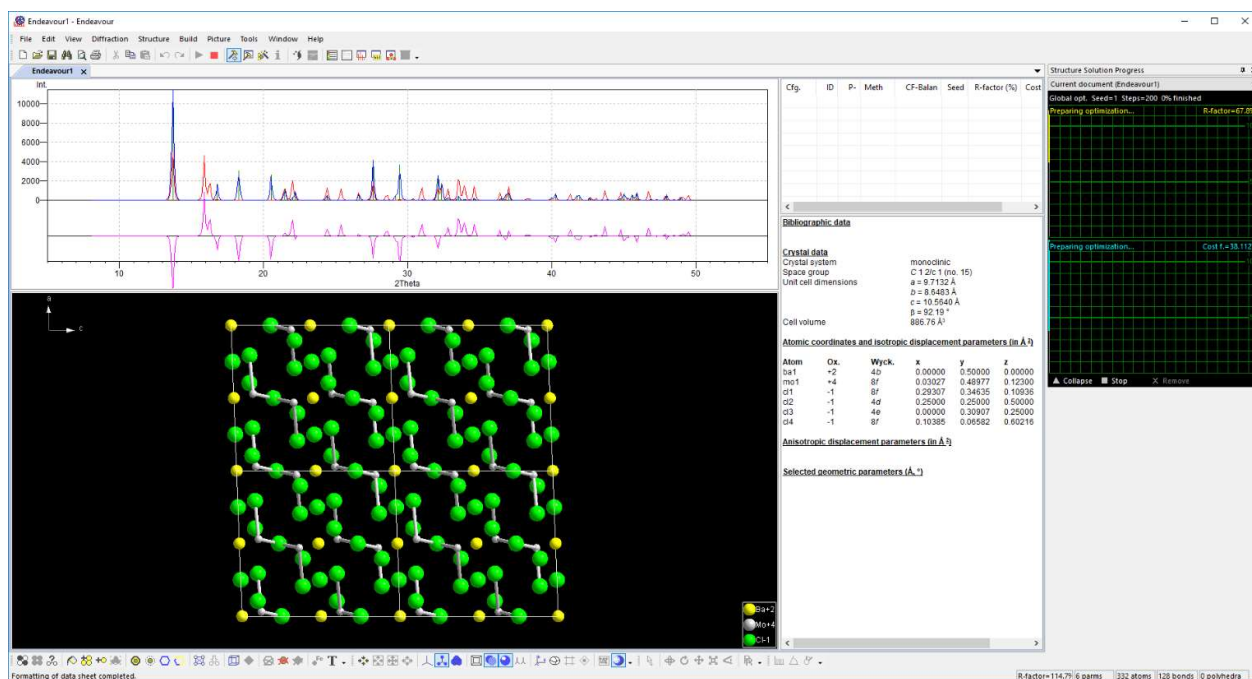 Endeavour1 - Endeavour
File Edit View Diffraction Structure Build Picture Tools Window Help
Endeavour1 x
Int.
10000
8000
6000
4000
2000
0
10 20 30 40 50
2Theta
a
c
Ba+2
Mo+4
Cl-1
Cfg. ID P- Meth CF-Balan Seed R-factor (%) Cost
Bibliographic data
Crystal data
Crystal system monoclinic
Space group C 1 2/c 1 (no. 15)
Unit cell dimensions a = 9.7132 Å
b = 8.6483 Å
c = 10.5640 Å
β = 92.19 °
Cell volume 886.76 Å³
Atomic coordinates and isotropic displacement parameters (in Å²)
Atom Ox. Wyck. x y z
ba1 +2 4b 0.00000 0.50000 0.00000
mo1 +4 8f 0.03027 0.48977 0.12300
cl1 -1 8f 0.29307 0.34635 0.10936
cl2 -1 4d 0.25000 0.25000 0.50000
cl3 -1 4e 0.00000 0.30907 0.25000
cl4 -1 8f 0.10385 0.06582 0.60216
Anisotropic displacement parameters (in Å²)
Selected geometric parameters (Å, °)
Structure Solution Progress
Current document (Endeavour1)
Global opt. Seed=1 Steps=200 0% finished
Preparing optimization... R-factor=67.8
Preparing optimization... Cost f.=38.112
Collapse Stop Remove
Formatting of data sheet completed.
R-factor=114.79 6 parms 332 atoms 128 bonds 0 polyhedra